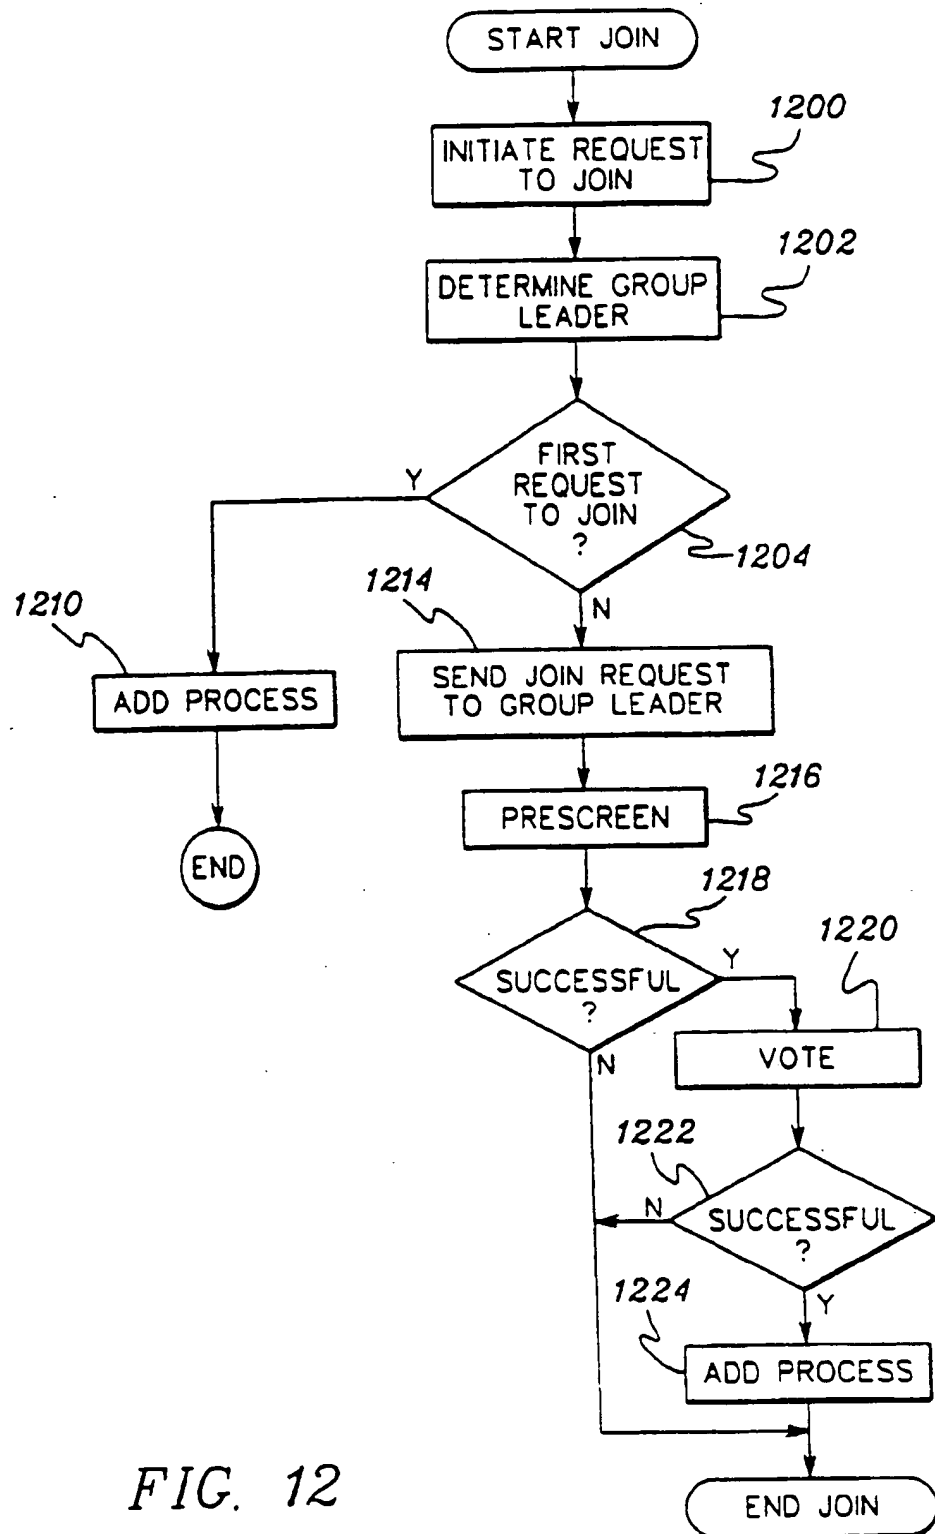 START JOIN
1200
INITIATE REQUEST
TO JOIN
1202
DETERMINE GROUP
LEADER
FIRST
REQUEST
TO JOIN
?
Y
1204
N
1210
ADD PROCESS
END
1214
SEND JOIN REQUEST
TO GROUP LEADER
1216
PRESCREEN
1218
SUCCESSFUL
?
Y
N
1220
VOTE
1222
SUCCESSFUL
?
N
Y
1224
ADD PROCESS
END JOIN
FIG. 12